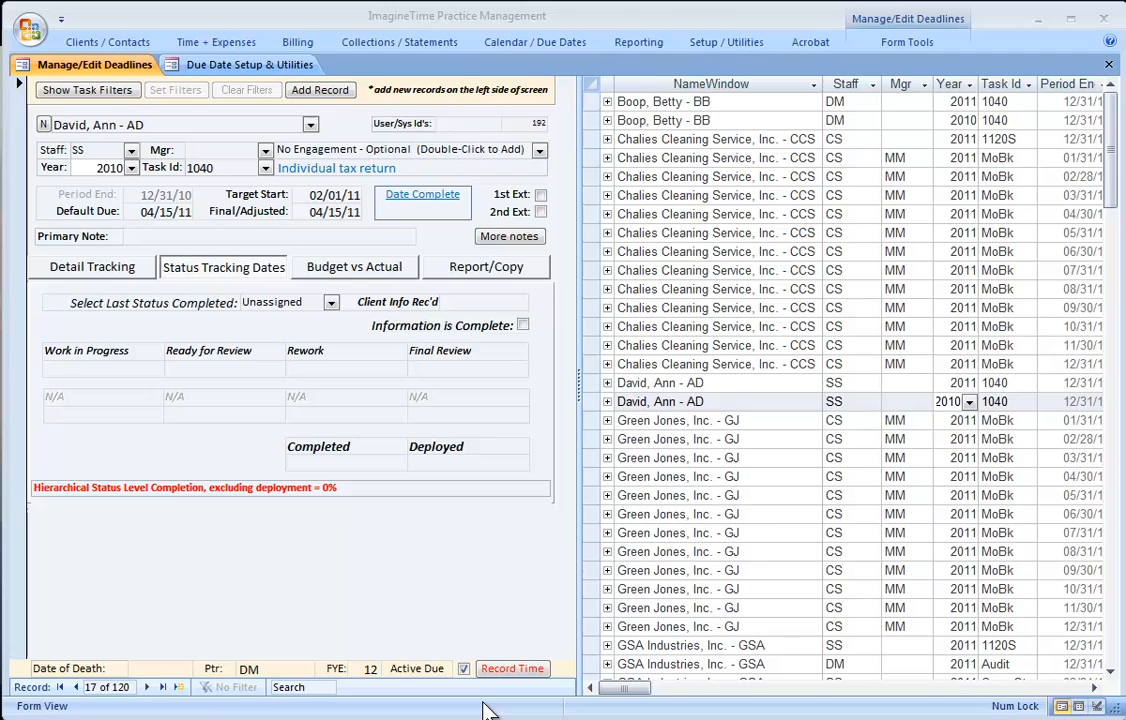 ImagineTime Practice Management
Manage/Edit Deadlines
Clients / Contacts Time + Expenses Billing Collections / Statements Calendar / Due Dates Reporting Setup / Utilities Acrobat Form Tools
Manage/Edit Deadlines Due Date Setup & Utilities
Show Task Filters Set Filters Clear Filters Add Record * add new records on the left side of screen
N David, Ann - AD User/Sys Id's: 192
Staff: SS Mgr: No Engagement - Optional (Double-Click to Add)
Year: 2010 Task Id: 1040 Individual tax return
Period End: 12/31/10 Target Start: 02/01/11 Date Complete 1st Ext:
Default Due: 04/15/11 Final/Adjusted: 04/15/11 2nd Ext:
Primary Note: More notes
Detail Tracking Status Tracking Dates Budget vs Actual Report/Copy
Select Last Status Completed: Unassigned Client Info Rec'd
Information is Complete:
Work in Progress Ready for Review Rework Final Review
N/A N/A N/A N/A
Completed Deployed
Hierarchical Status Level Completion, excluding deployment = 0%
Date of Death: Ptr: DM FYE: 12 Active Due Record Time
Record: 17 of 120 No Filter Search
Form View Num Lock
NameWindow Staff Mgr Year Task Id Period En
Boop, Betty - BB DM 2011 1040 12/31/1
Boop, Betty - BB DM 2010 1040 12/31/1
Chalies Cleaning Service, Inc. - CCS CS 2011 1120S 12/31/1
Chalies Cleaning Service, Inc. - CCS CS MM 2011 MoBk 01/31/1
Chalies Cleaning Service, Inc. - CCS CS MM 2011 MoBk 02/28/1
Chalies Cleaning Service, Inc. - CCS CS MM 2011 MoBk 03/31/1
Chalies Cleaning Service, Inc. - CCS CS MM 2011 MoBk 04/30/1
Chalies Cleaning Service, Inc. - CCS CS MM 2011 MoBk 05/31/1
Chalies Cleaning Service, Inc. - CCS CS MM 2011 MoBk 06/30/1
Chalies Cleaning Service, Inc. - CCS CS MM 2011 MoBk 07/31/1
Chalies Cleaning Service, Inc. - CCS CS MM 2011 MoBk 08/31/1
Chalies Cleaning Service, Inc. - CCS CS MM 2011 MoBk 09/30/1
Chalies Cleaning Service, Inc. - CCS CS MM 2011 MoBk 10/31/1
Chalies Cleaning Service, Inc. - CCS CS MM 2011 MoBk 11/30/1
Chalies Cleaning Service, Inc. - CCS CS MM 2011 MoBk 12/31/1
David, Ann - AD SS 2011 1040 12/31/1
David, Ann - AD SS 2010 1040 12/31/1
Green Jones, Inc. - GJ CS MM 2011 MoBk 01/31/1
Green Jones, Inc. - GJ CS MM 2011 MoBk 02/28/1
Green Jones, Inc. - GJ CS MM 2011 MoBk 03/31/1
Green Jones, Inc. - GJ CS MM 2011 MoBk 04/30/1
Green Jones, Inc. - GJ CS MM 2011 MoBk 05/31/1
Green Jones, Inc. - GJ CS MM 2011 MoBk 06/30/1
Green Jones, Inc. - GJ CS MM 2011 MoBk 07/31/1
Green Jones, Inc. - GJ CS MM 2011 MoBk 08/31/1
Green Jones, Inc. - GJ CS MM 2011 MoBk 09/30/1
Green Jones, Inc. - GJ CS MM 2011 MoBk 10/31/1
Green Jones, Inc. - GJ CS MM 2011 MoBk 11/30/1
Green Jones, Inc. - GJ CS MM 2011 MoBk 12/31/1
GSA Industries, Inc. - GSA CS 2011 1120S 12/31/1
GSA Industries, Inc. - GSA DM 2011 Audit 12/31/1